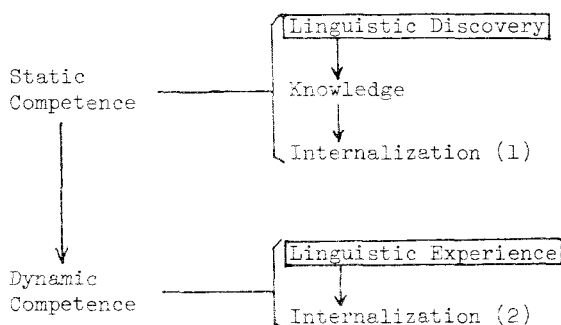 Linguistic Discovery
Static
Competence
Knowledge
Internalization (1)
Linguistic Experience
Dynamic
Competence
Internalization (2)